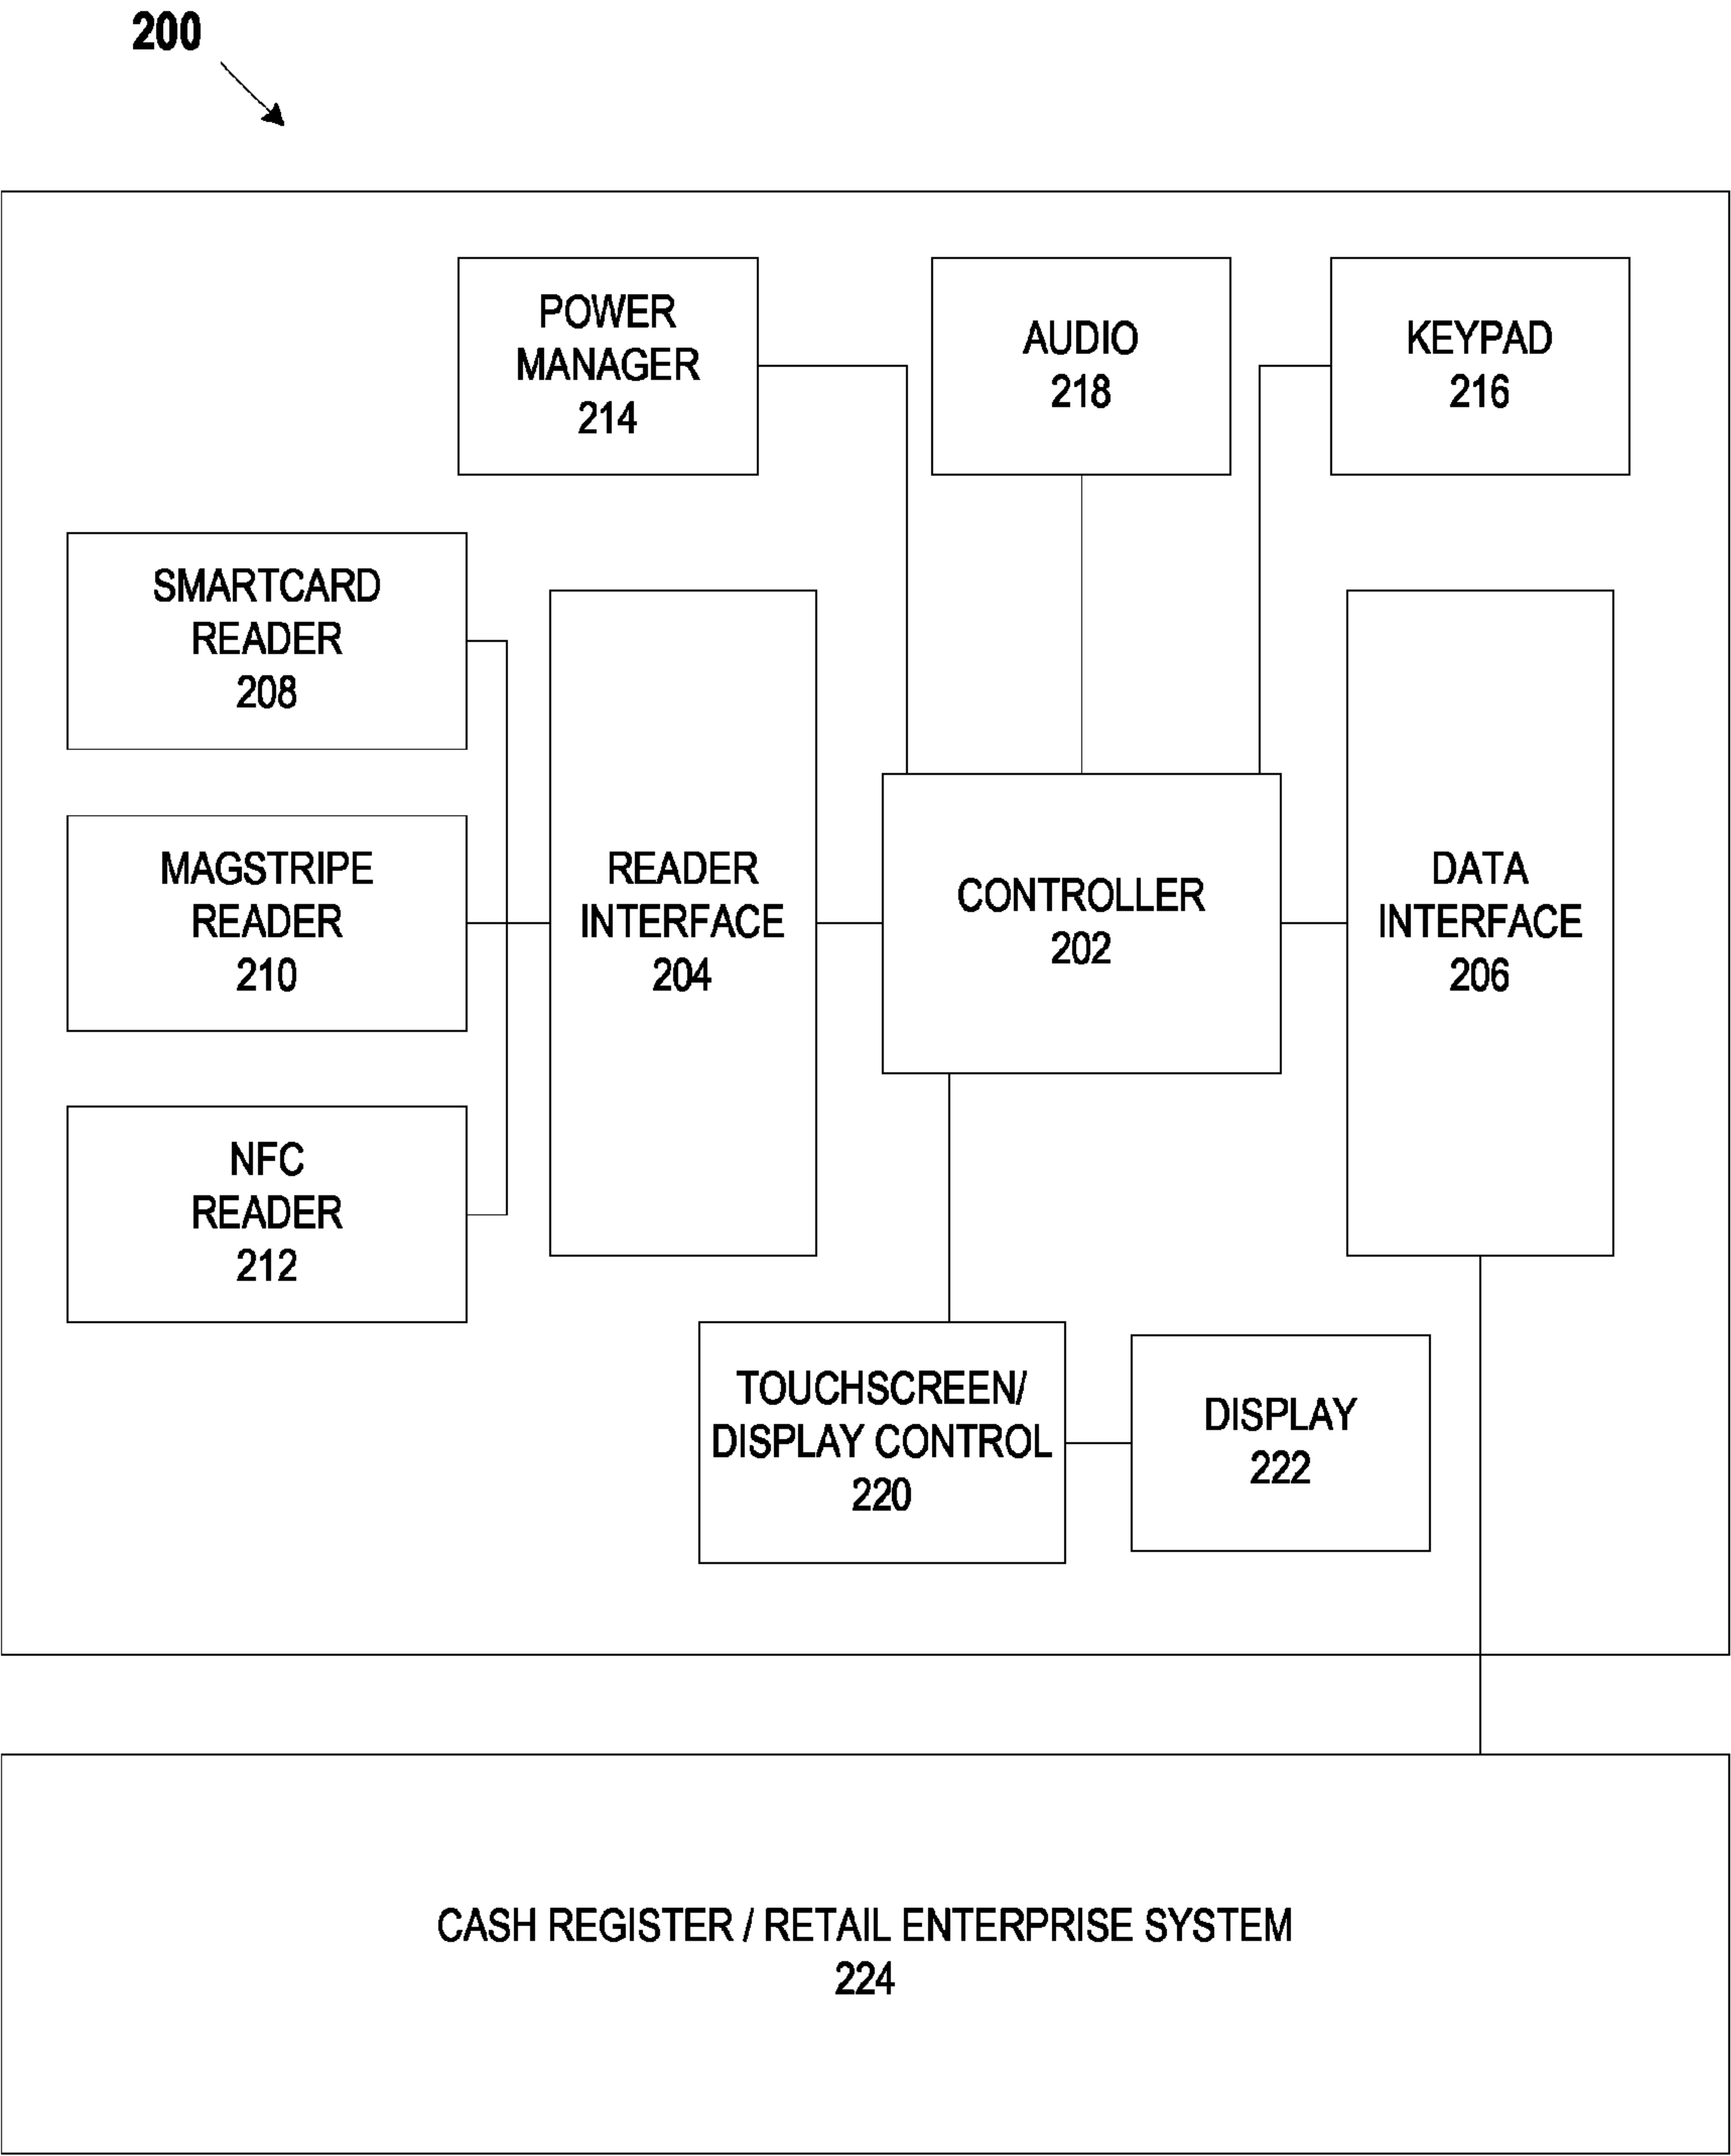 200
POWER
MANAGER
214
AUDIO
218
KEYPAD
216
SMARTCARD
READER
208
MAGSTRIPE
READER
210
NFC
READER
212
READER
INTERFACE
204
CONTROLLER
202
DATA
INTERFACE
206
TOUCHSCREEN/
DISPLAY CONTROL
220
DISPLAY
222
CASH REGISTER / RETAIL ENTERPRISE SYSTEM
224